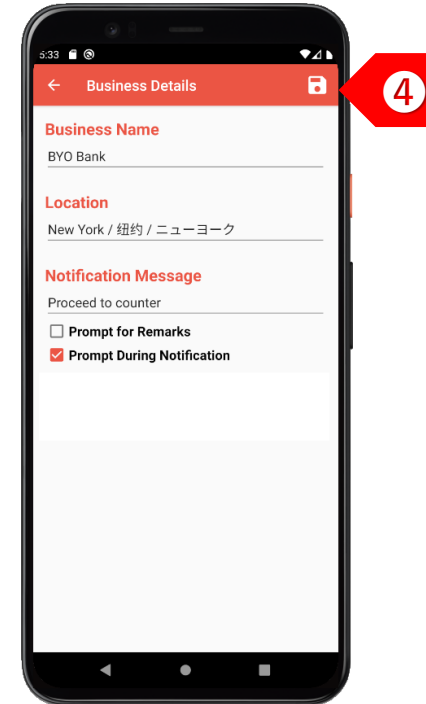 5:33
Business Details
4
Business Name
BYO Bank
Location
New York / 纽约 / ニューヨーク
Notification Message
Proceed to counter
Prompt for Remarks
Prompt During Notification